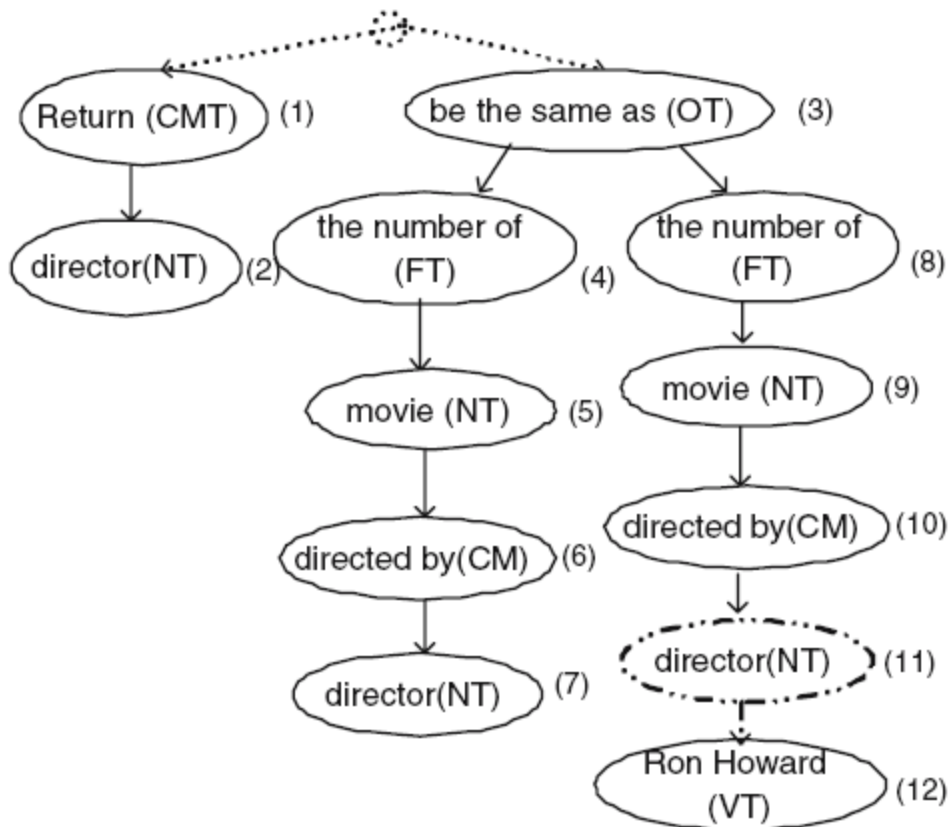 Return (CMT) (1)
director(NT) (2)
be the same as (OT) (3)
the number of
(FT) (4)
movie (NT) (5)
directed by(CM) (6)
director(NT) (7)
the number of
(FT) (8)
movie (NT) (9)
directed by(CM) (10)
director(NT) (11)
Ron Howard
(VT) (12)